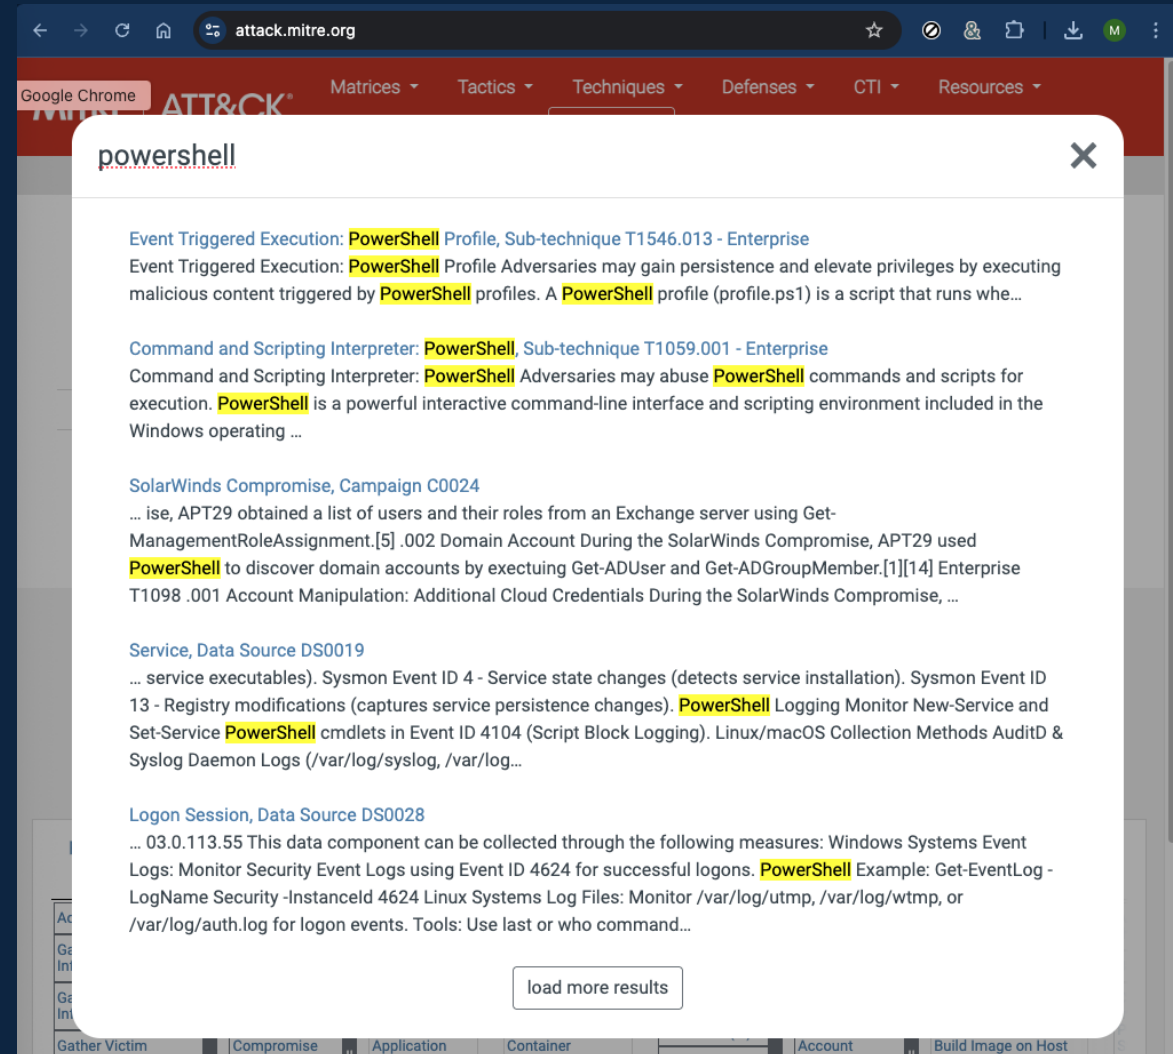 attack.mitre.org
M
Google Chrome
ATT&CK®
Matrices
Tactics
Techniques
Defenses
CTI
Resources
powershell
Event Triggered Execution: PowerShell Profile, Sub-technique T1546.013 - Enterprise
Event Triggered Execution: PowerShell Profile Adversaries may gain persistence and elevate privileges by executing
malicious content triggered by PowerShell profiles. A PowerShell profile (profile.ps1) is a script that runs whe…
Command and Scripting Interpreter: PowerShell, Sub-technique T1059.001 - Enterprise
Command and Scripting Interpreter: PowerShell Adversaries may abuse PowerShell commands and scripts for
execution. PowerShell is a powerful interactive command-line interface and scripting environment included in the
Windows operating …
SolarWinds Compromise, Campaign C0024
… ise, APT29 obtained a list of users and their roles from an Exchange server using Get-
ManagementRoleAssignment.[5] .002 Domain Account During the SolarWinds Compromise, APT29 used
PowerShell to discover domain accounts by exectuing Get-ADUser and Get-ADGroupMember.[1][14] Enterprise
T1098 .001 Account Manipulation: Additional Cloud Credentials During the SolarWinds Compromise, …
Service, Data Source DS0019
… service executables). Sysmon Event ID 4 - Service state changes (detects service installation). Sysmon Event ID
13 - Registry modifications (captures service persistence changes). PowerShell Logging Monitor New-Service and
Set-Service PowerShell cmdlets in Event ID 4104 (Script Block Logging). Linux/macOS Collection Methods AuditD &
Syslog Daemon Logs (/var/log/syslog, /var/log…
Logon Session, Data Source DS0028
… 03.0.113.55 This data component can be collected through the following measures: Windows Systems Event
Logs: Monitor Security Event Logs using Event ID 4624 for successful logons. PowerShell Example: Get-EventLog -
LogName Security -InstanceId 4624 Linux Systems Log Files: Monitor /var/log/utmp, /var/log/wtmp, or
/var/log/auth.log for logon events. Tools: Use last or who command…
load more results
Gather Victim
Compromise
Application
Container
Account
Build Image on Host